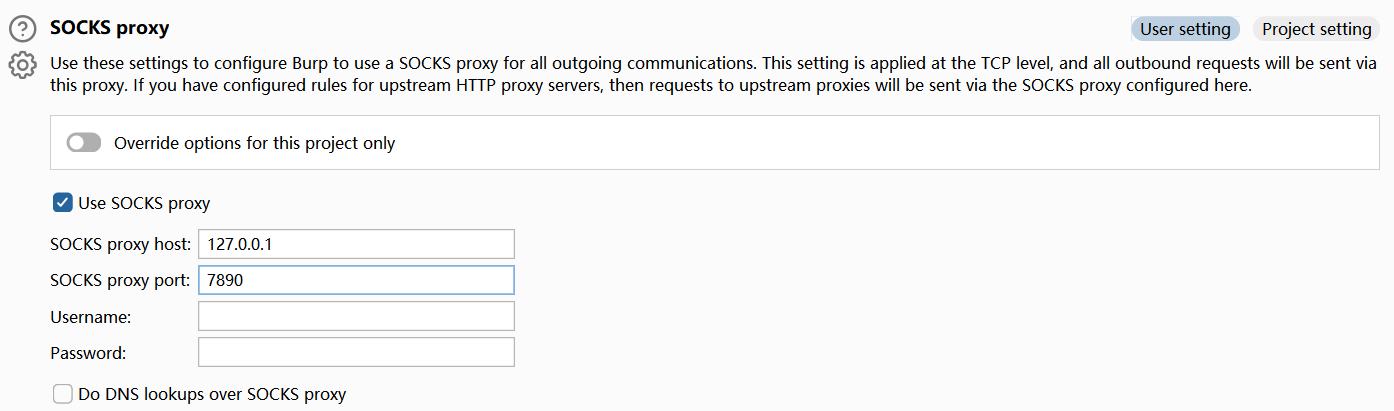 SOCKS proxy
User setting
Project setting
Use these settings to configure Burp to use a SOCKS proxy for all outgoing communications. This setting is applied at the TCP level, and all outbound requests will be sent via
this proxy. If you have configured rules for upstream HTTP proxy servers, then requests to upstream proxies will be sent via the SOCKS proxy configured here.
Override options for this project only
Use SOCKS proxy
SOCKS proxy host: 127.0.0.1
SOCKS proxy port: 7890
Username:
Password:
Do DNS lookups over SOCKS proxy